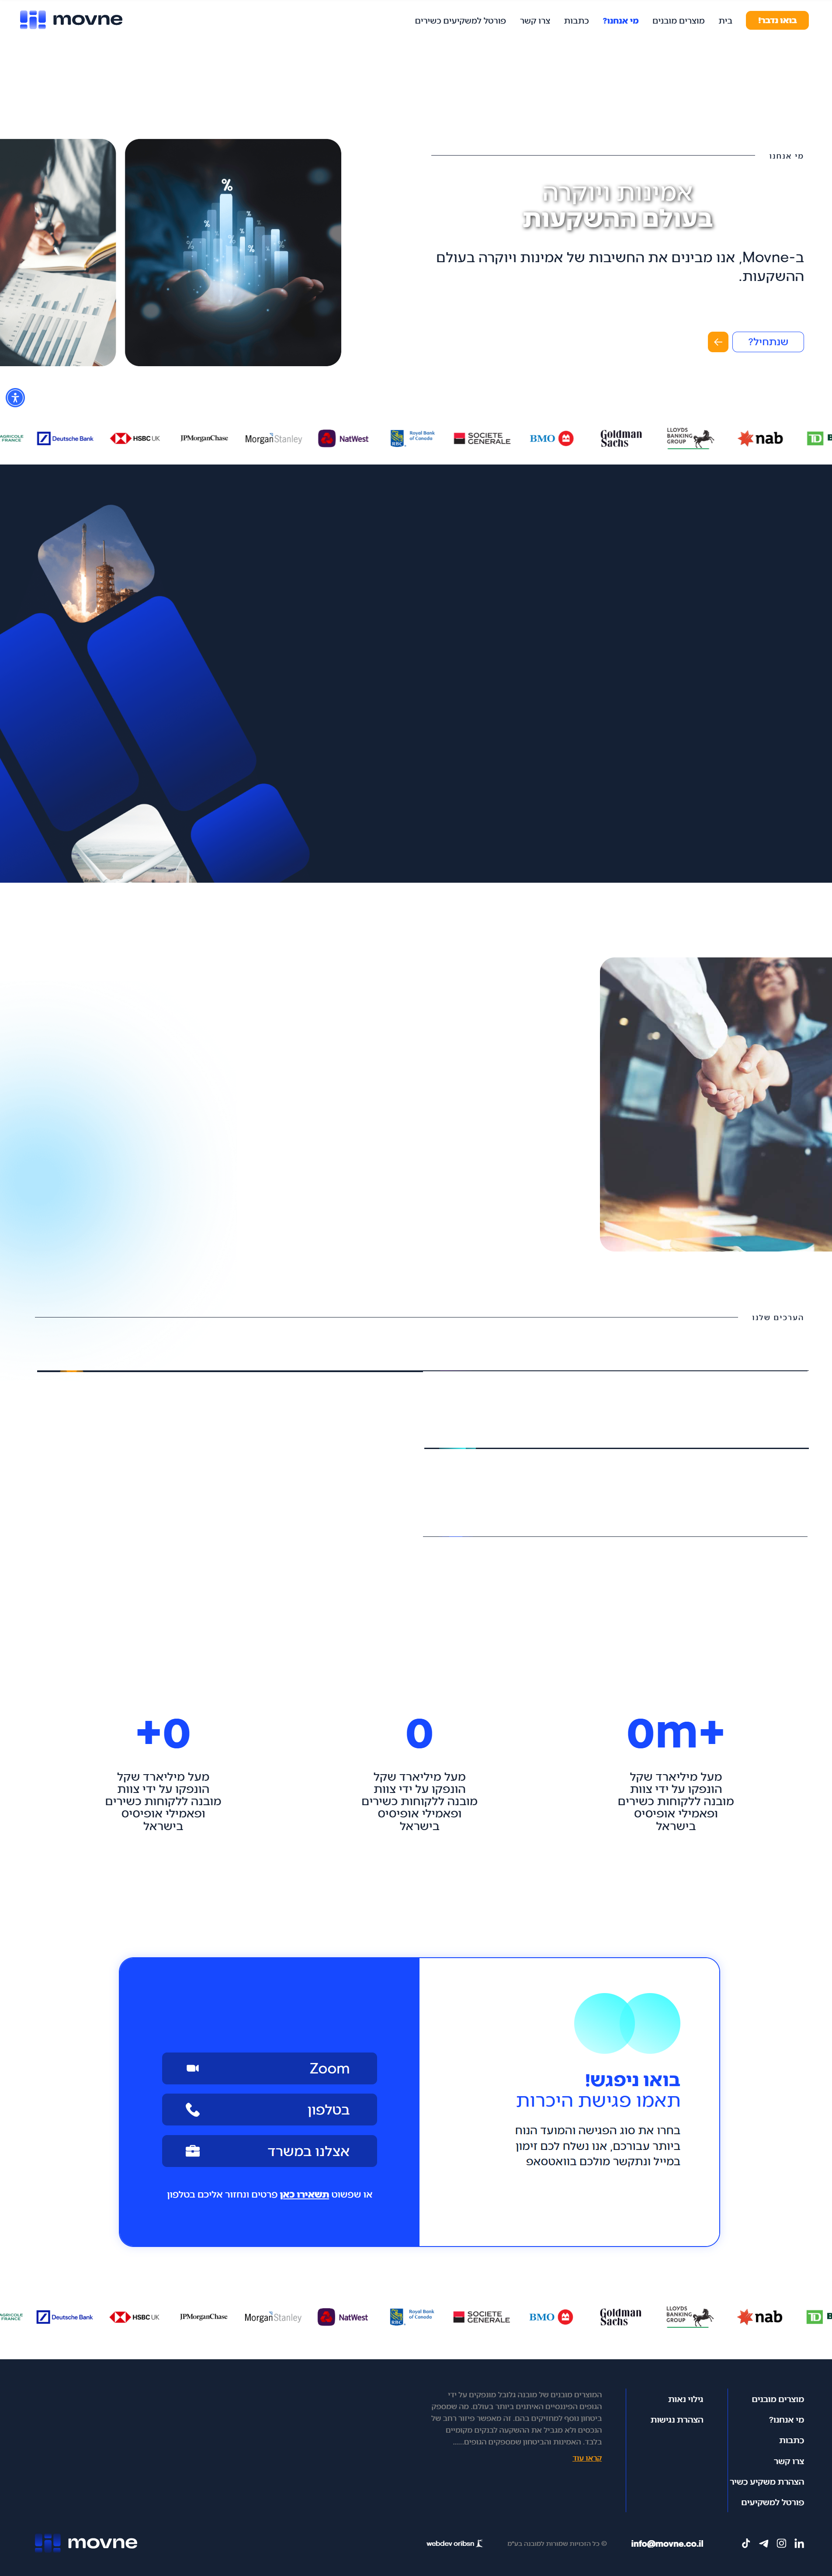 movne
בואו נדבר!
בית
מוצרים מובנים
מי אנחנו?
כתבות
צרו קשר
פורטל למשקיעים כשירים
מי אנחנו
אמינות ויוקרה
בעולם ההשקעות
ב-Movne, אנו מבינים את החשיבות של אמינות ויוקרה בעולם
ההשקעות.
שנתחיל?
%
%
%
%
%
AGRICOLE
FRANCE
Deutsche Bank
HSBC UK
JPMorganChase
Morgan Stanley
NatWest
RBC
Royal Bank
of Canada
SOCIETE
GENERALE
BMO
Goldman
Sachs
LLOYDS
BANKING
GROUP
nab
TD
הערכים שלנו
0m+
מעל מיליארד שקל
הונפקו על ידי צוות
מובנה ללקוחות כשירים
ופאמילי אופיסיס
בישראל
0
מעל מיליארד שקל
הונפקו על ידי צוות
מובנה ללקוחות כשירים
ופאמילי אופיסיס
בישראל
+0
מעל מיליארד שקל
הונפקו על ידי צוות
מובנה ללקוחות כשירים
ופאמילי אופיסיס
בישראל
בואו ניפגש!
תאמו פגישת היכרות
בחרו את סוג הפגישה והמועד הנוח
ביותר עבורכם, אנו נשלח לכם זימון
במייל ונתקשר מולכם בוואטסאפ
Zoom
בטלפון
אצלנו במשרד
או שפשוט תשאירו כאן פרטים ונחזור אליכם בטלפון
AGRICOLE
FRANCE
Deutsche Bank
HSBC UK
JPMorganChase
Morgan Stanley
NatWest
RBC
Royal Bank
of Canada
SOCIETE
GENERALE
BMO
Goldman
Sachs
LLOYDS
BANKING
GROUP
nab
TD
מוצרים מובנים
מי אנחנו?
כתבות
צרו קשר
הצהרת משקיע כשיר
פורטל למשקיעים
גילוי נאות
הצהרת נגישות
המוצרים מובנים של מובנה גלובל מונפקים על ידי
הגופים הפיננסיים האיתנים ביותר בעולם. מה שמספק
ביטחון נוסף למחזיקים בהם. זה מאפשר פיזור רחב של
הנכסים ולא מגביל את ההשקעה לבנקים מקומיים
בלבד. האמינות והביטחון שמספקים הגופים......
קראו עוד
info@movne.co.il
© כל הזכויות שמורות למובנה בע"מ
webdev oribsn
movne